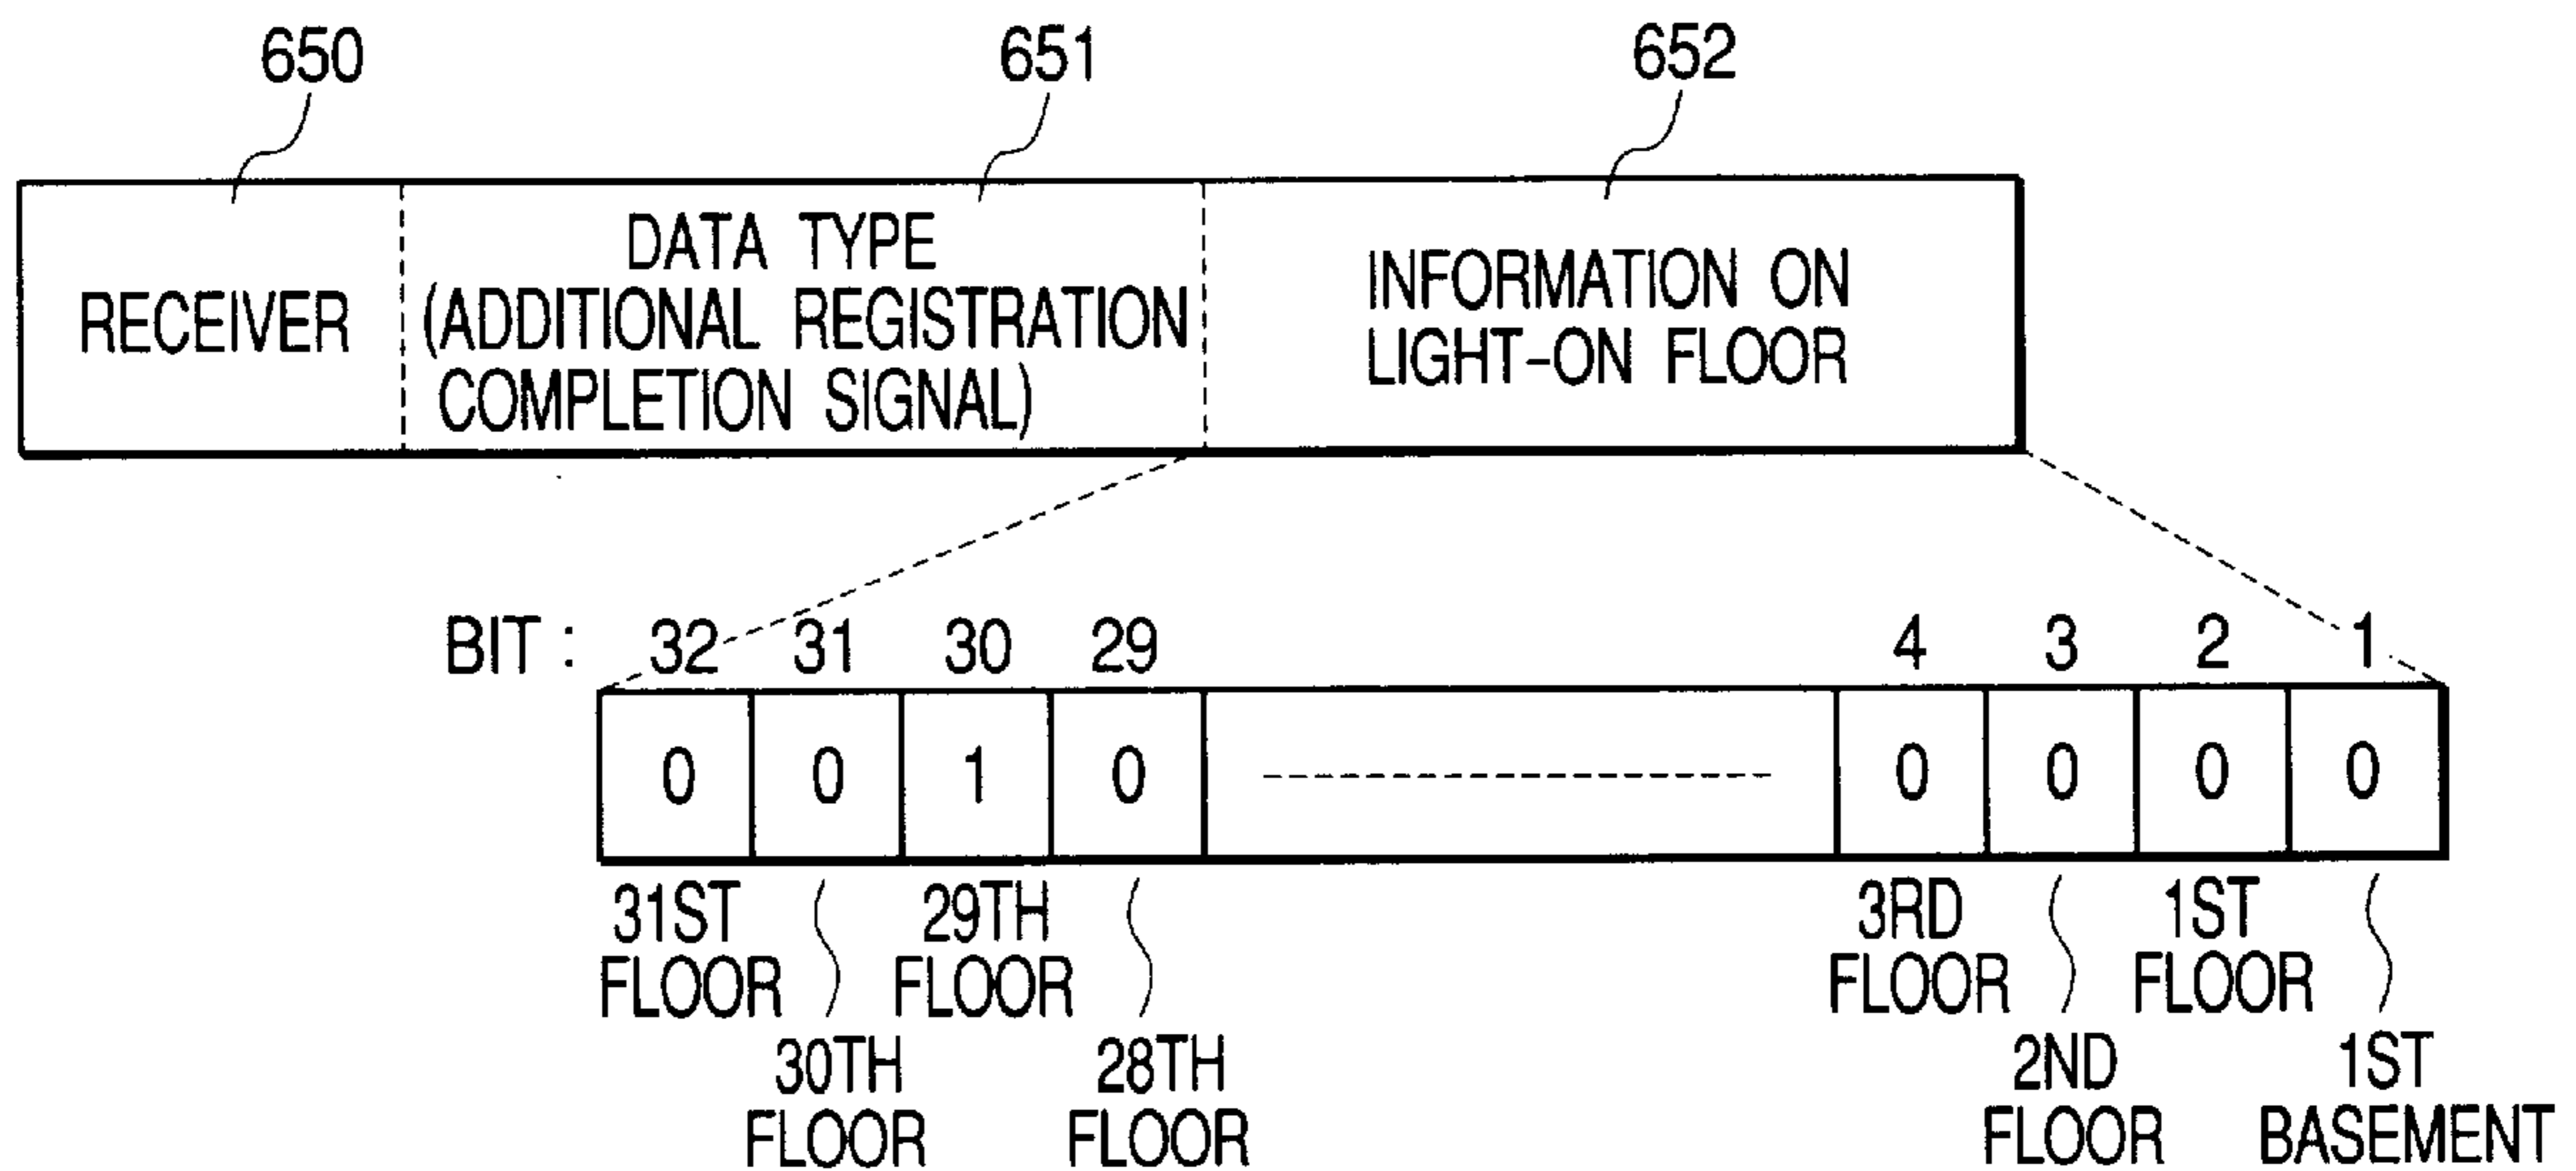 650 651 652
RECEIVER
DATA TYPE
(ADDITIONAL REGISTRATION
COMPLETION SIGNAL)
INFORMATION ON
LIGHT-ON FLOOR
BIT : 32 31 30 29 4 3 2 1
0 0 1 0 0 0 0 0
31ST
FLOOR
30TH
FLOOR
29TH
FLOOR
28TH
FLOOR
3RD
FLOOR
2ND
FLOOR
1ST
FLOOR
1ST
BASEMENT